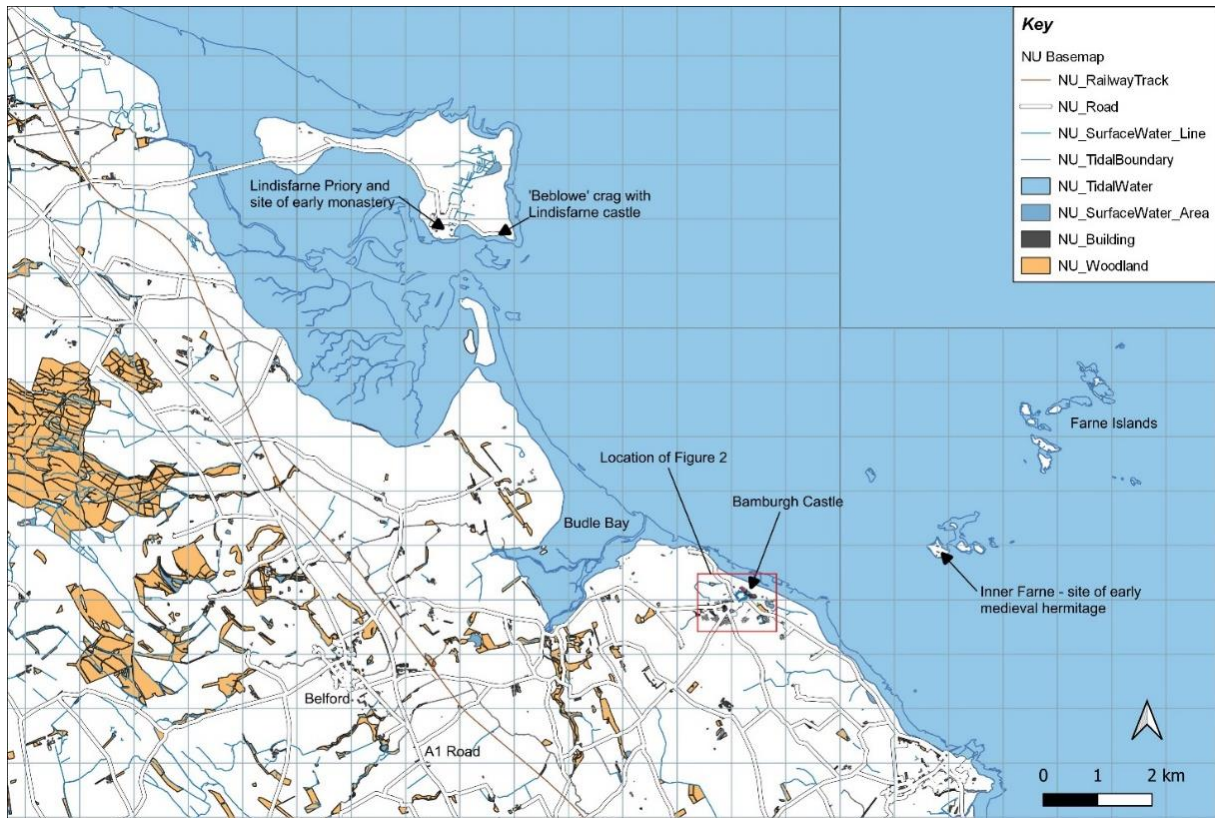 Key
NU Basemap
NU_RailwayTrack
NU_Road
NU_SurfaceWater_Line
NU_TidalBoundary
NU_TidalWater
NU_SurfaceWater_Area
NU_Building
NU_Woodland
Lindisfarne Priory and
site of early monastery
'Beblowe' crag with
Lindisfarne castle
Farne Islands
Location of Figure 2
Bamburgh Castle
Budle Bay
Inner Farne - site of early
medieval hermitage
Belford
A1 Road
0 1 2 km